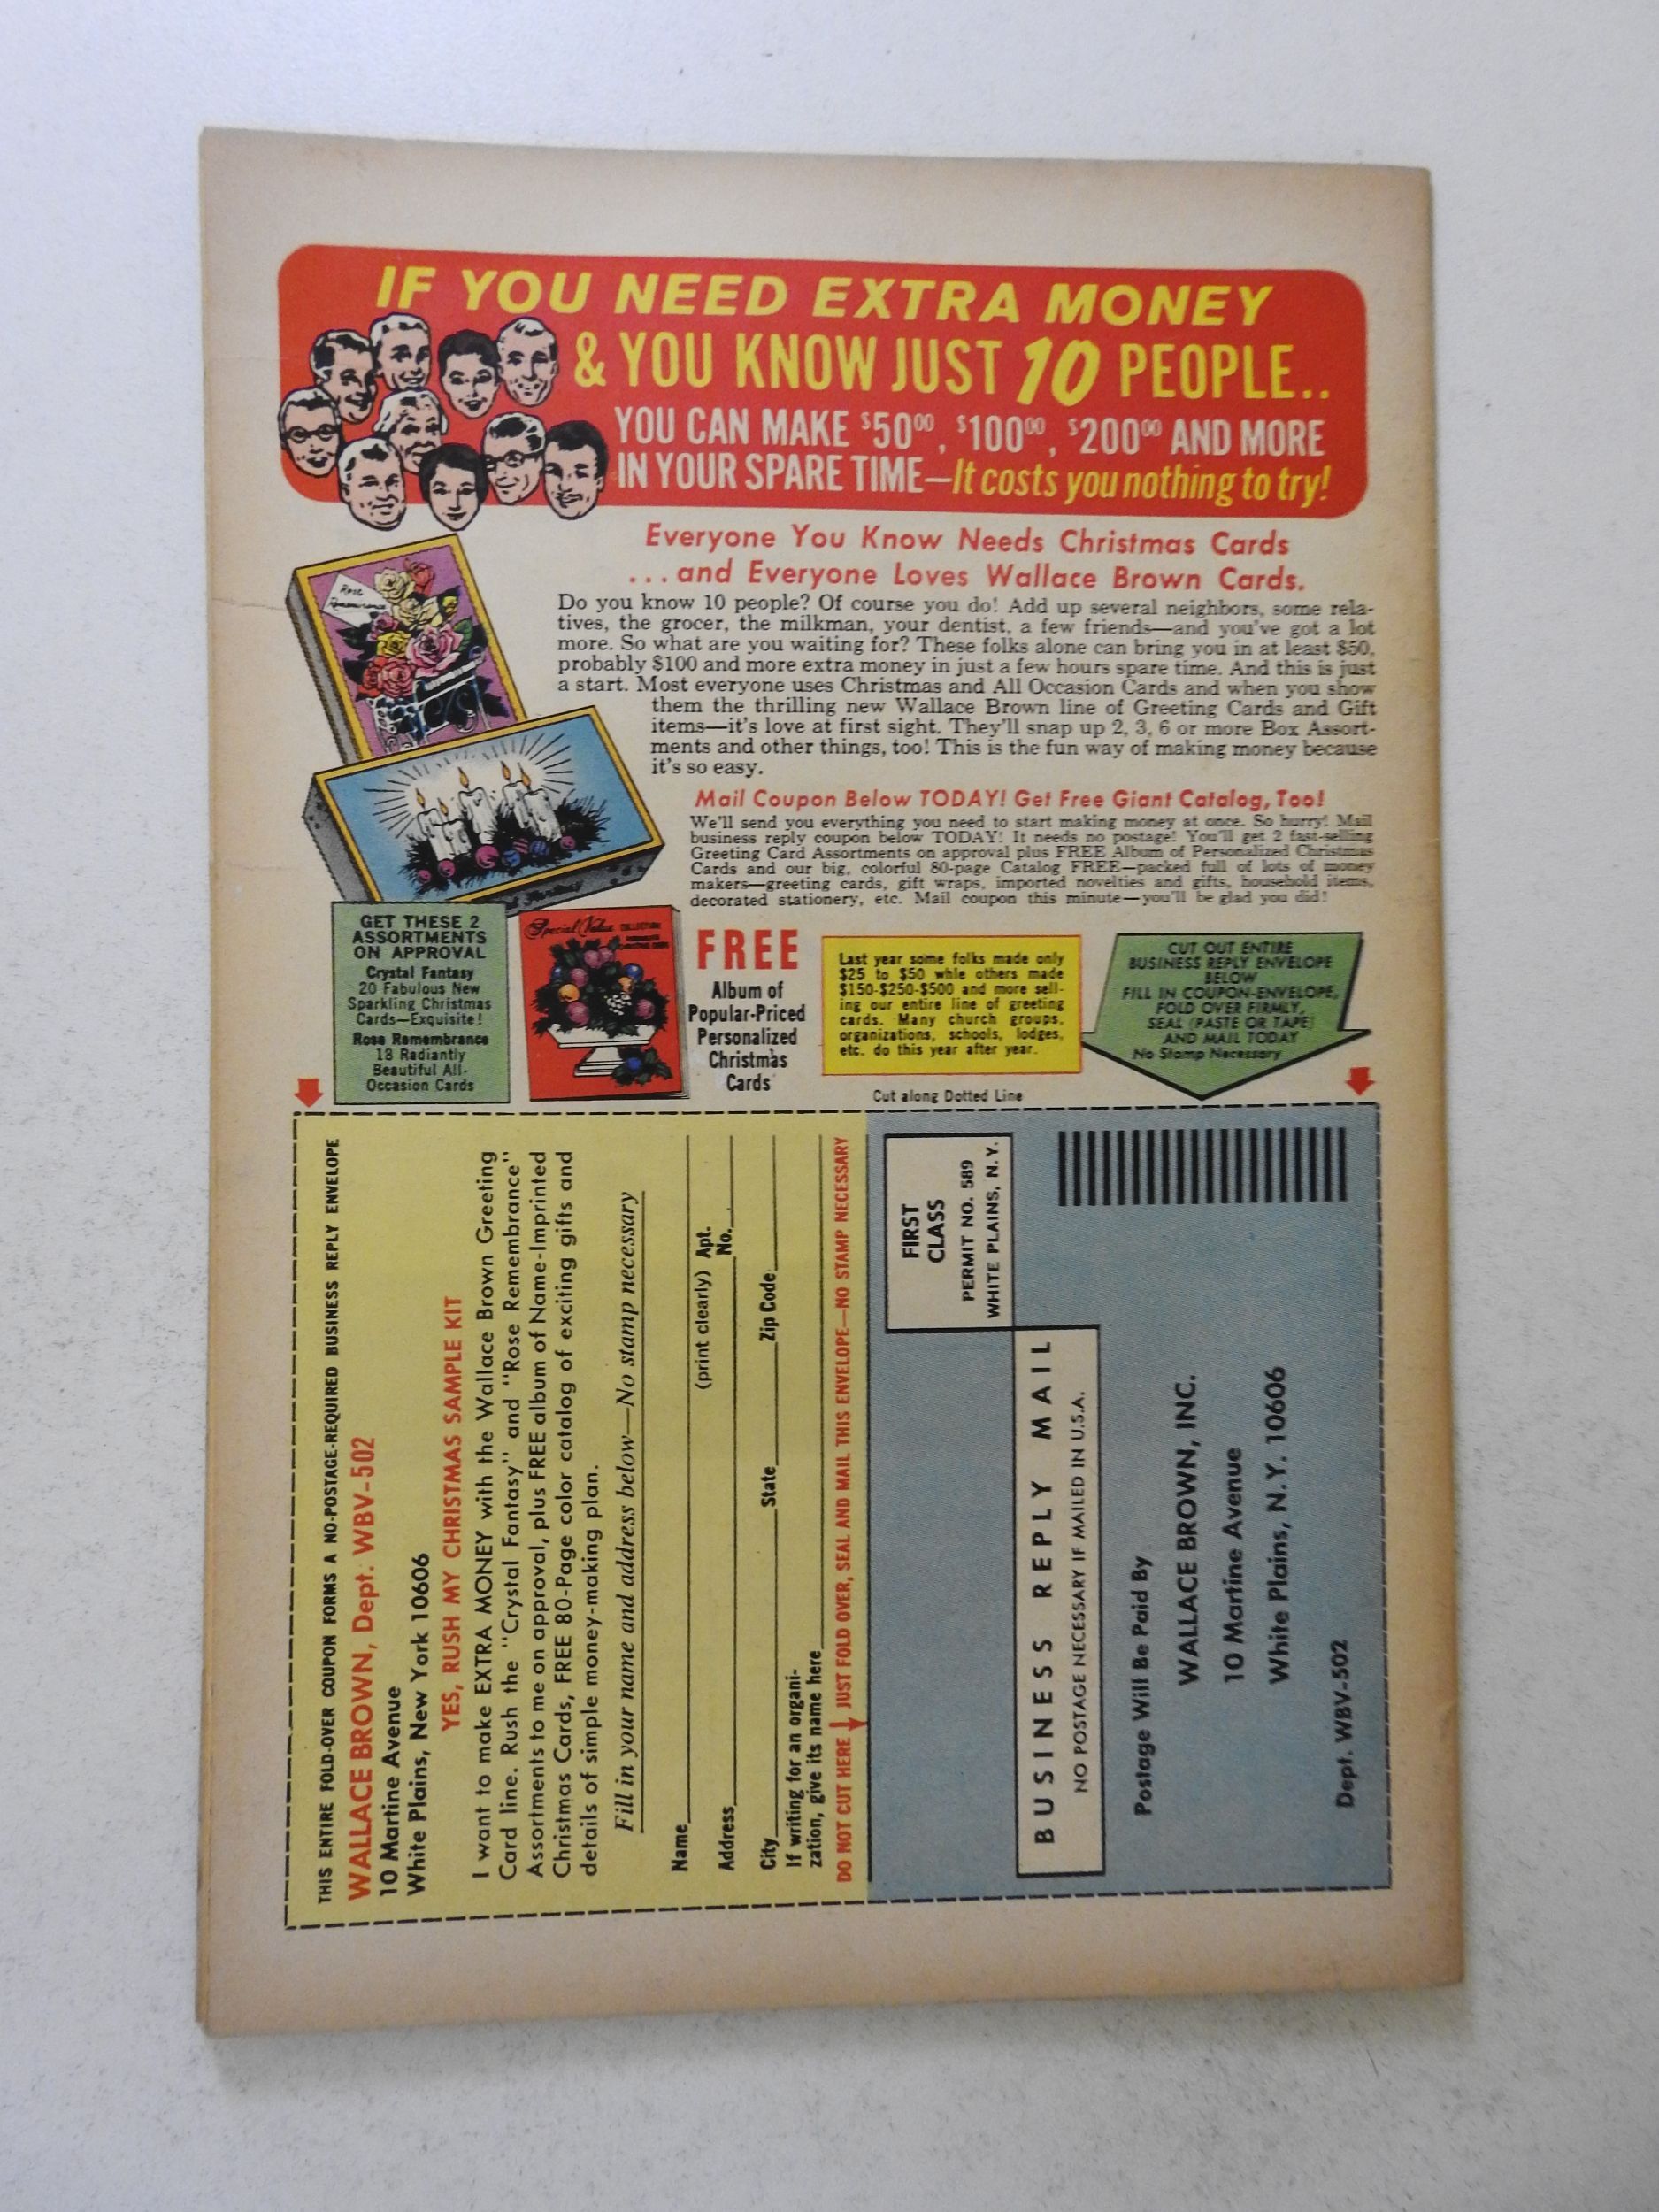 IF YOU NEED EXTRA MONEY
& YOU KNOW JUST 10 PEOPLE..
YOU CAN MAKE $50⁰⁰, $100⁰⁰, $200⁰⁰ AND MORE
IN YOUR SPARE TIME—It costs you nothing to try!
Everyone You Know Needs Christmas Cards
...and Everyone Loves Wallace Brown Cards.
Do you know 10 people? Of course you do! Add up several neighbors, some rela-
tives, the grocer, the milkman, your dentist, a few friends—and you've got a lot
more. So what are you waiting for? These folks alone can bring you in at least $50,
probably $100 and more extra money in just a few hours spare time. And this is just
a start. Most everyone uses Christmas and All Occasion Cards and when you show
them the thrilling new Wallace Brown line of Greeting Cards and Gift
items—it's love at first sight. They'll snap up 2, 3, 6 or more Box Assort-
ments and other things, too! This is the fun way of making money because
it's so easy.
Rose
Remembrance
Mail Coupon Below TODAY! Get Free Giant Catalog, Too!
We'll send you everything you need to start making money at once. So hurry! Mail
business reply coupon below TODAY! It needs no postage! You'll get 2 fast-selling
Greeting Card Assortments on approval plus FREE Album of Personalized Christmas
Cards and our big, colorful 80-page Catalog FREE—packed full of lots of money
makers—greeting cards, gift wraps, imported novelties and gifts, household items,
decorated stationery, etc. Mail coupon this minute—you'll be glad you did!
GET THESE 2
ASSORTMENTS
ON APPROVAL
Crystal Fantasy
20 Fabulous New
Sparkling Christmas
Cards—Exquisite!
Rose Remembrance
18 Radiantly
Beautiful All-
Occasion Cards
Special Value COLLECTION
FREE
Album of
Popular-Priced
Personalized
Christmas
Cards
Last year some folks made only
$25 to $50 whle others made
$150-$250-$500 and more sell-
ing our entire line of greeting
cards. Many church groups,
organizations, schools, lodges,
etc. do this year after year.
CUT OUT ENTIRE
BUSINESS REPLY ENVELOPE
BELOW
FILL IN COUPON-ENVELOPE,
FOLD OVER FIRMLY,
SEAL (PASTE OR TAPE)
AND MAIL TODAY
No Stamp Necessary
Cut along Dotted Line
THIS ENTIRE FOLD-OVER COUPON FORMS A NO-POSTAGE-REQUIRED BUSINESS REPLY ENVELOPE
WALLACE BROWN, Dept. WBV-502
10 Martine Avenue
White Plains, New York 10606
YES, RUSH MY CHRISTMAS SAMPLE KIT
I want to make EXTRA MONEY with the Wallace Brown Greeting
Card line. Rush the "Crystal Fantasy" and "Rose Remembrance"
Assortments to me on approval, plus FREE album of Name-Imprinted
Christmas Cards, FREE 80-Page color catalog of exciting gifts and
details of simple money-making plan.
Fill in your name and address below—No stamp necessary
Name
(print clearly)
Address Apt. No.
City State Zip Code
If writing for an organi-
zation, give its name here
DO NOT CUT HERE JUST FOLD OVER, SEAL AND MAIL THIS ENVELOPE—NO STAMP NECESSARY
FIRST
CLASS
PERMIT NO. 589
WHITE PLAINS, N.Y.
BUSINESS REPLY MAIL
NO POSTAGE NECESSARY IF MAILED IN U.S.A.
Postage Will Be Paid By
WALLACE BROWN, INC.
10 Martine Avenue
White Plains, N.Y. 10606
Dept. WBV-502